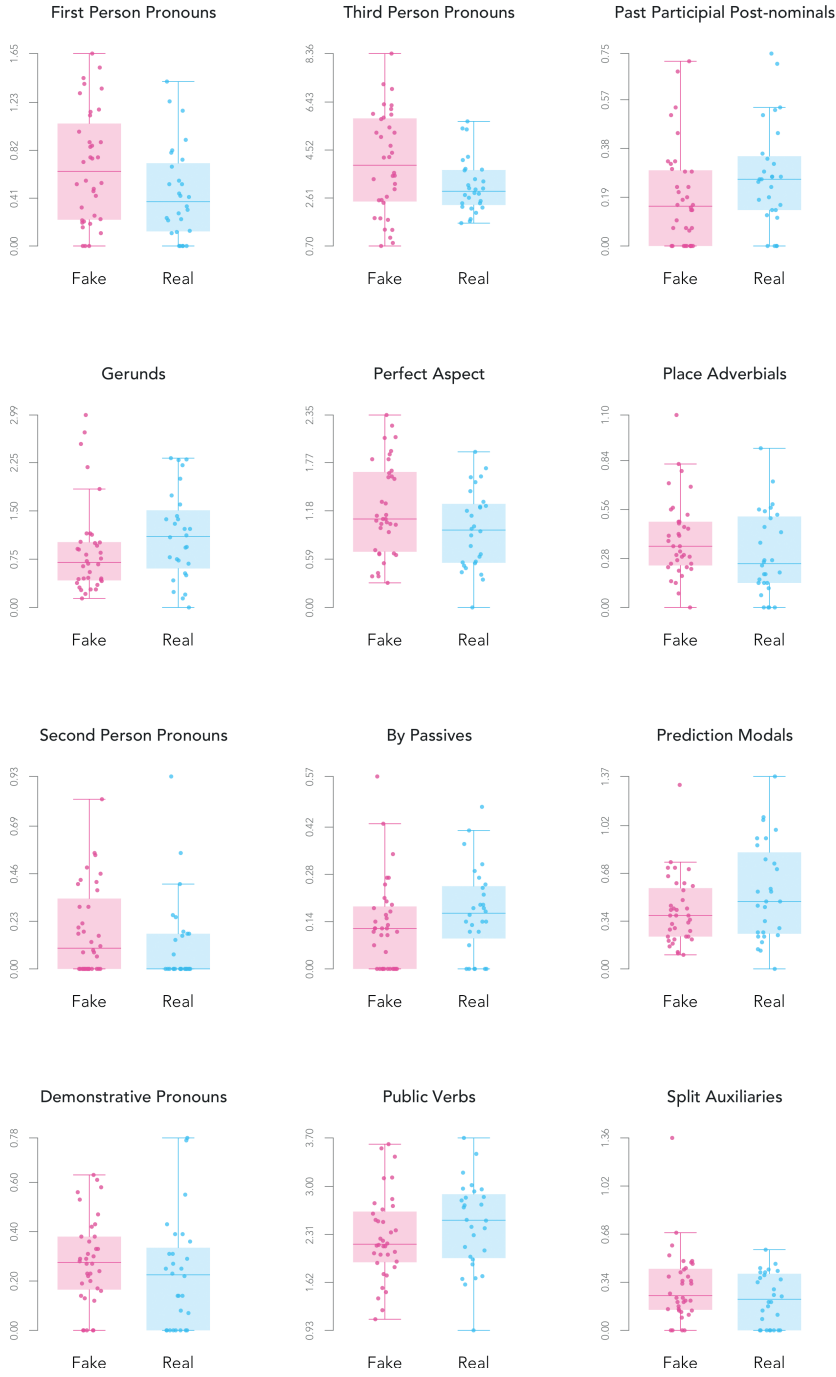 First Person Pronouns
Third Person Pronouns
Past Participial Post-nominals
1.65
1.23
0.82
0.41
0.00
8.36
6.43
4.52
2.61
0.70
0.75
0.57
0.38
0.19
0.00
Fake Real
Fake Real
Fake Real
Gerunds
Perfect Aspect
Place Adverbials
2.99
2.25
1.50
0.75
0.00
2.35
1.77
1.18
0.59
0.00
1.10
0.84
0.56
0.28
0.00
Fake Real
Fake Real
Fake Real
Second Person Pronouns
By Passives
Prediction Modals
0.93
0.69
0.46
0.23
0.00
0.57
0.42
0.28
0.14
0.00
1.37
1.02
0.68
0.34
0.00
Fake Real
Fake Real
Fake Real
Demonstrative Pronouns
Public Verbs
Split Auxiliaries
0.78
0.60
0.40
0.20
0.00
3.70
3.00
2.31
1.62
0.93
1.36
1.02
0.68
0.34
0.00
Fake Real
Fake Real
Fake Real